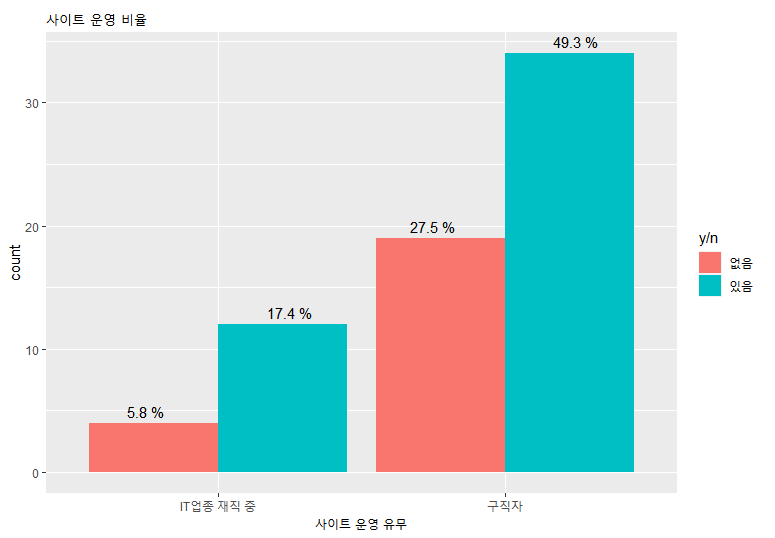 사이트 운영 비율
49.3 %
30
27.5 %
20
17.4 %
10
5.8 %
0
count
IT업종 재직 중
구직자
사이트 운영 유무
y/n
없음
있음